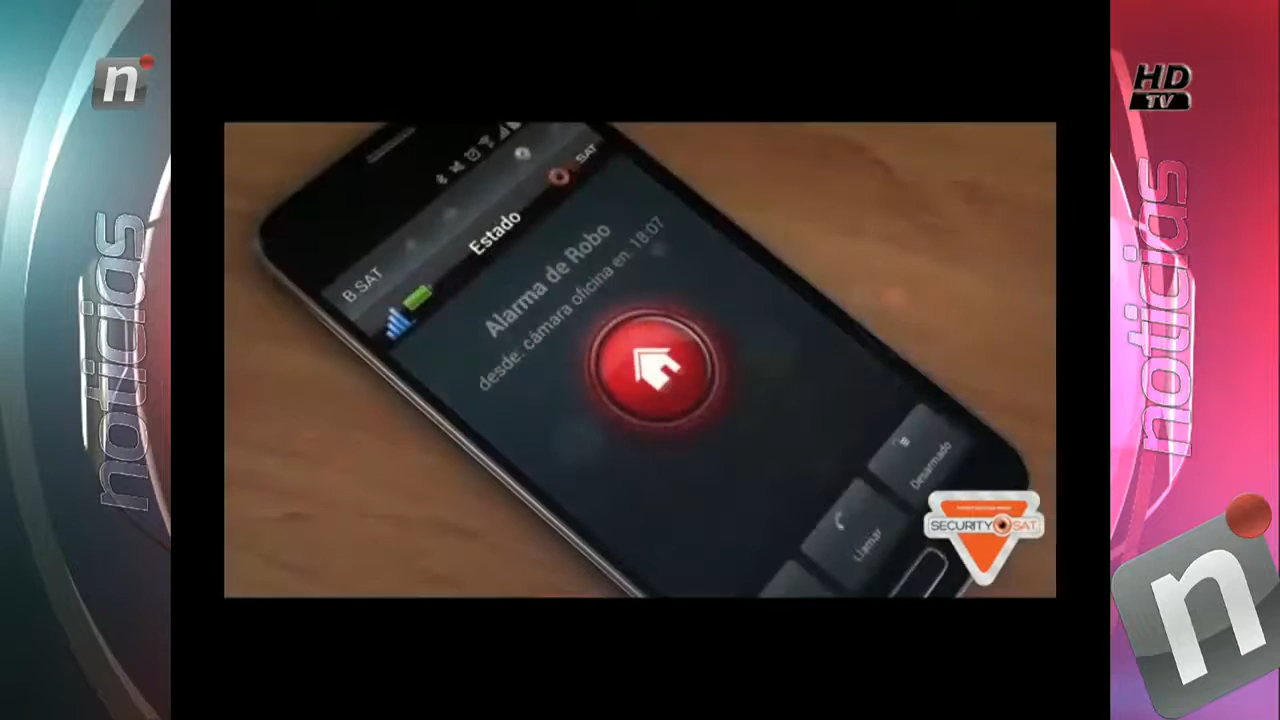 n
HD
TV
noticias
noticias
SAT
B.SAT
Estado
Alarma de Robo
desde: cámara oficina en: 18:07
Desarmado
Llamar
SECURITY SAT
n